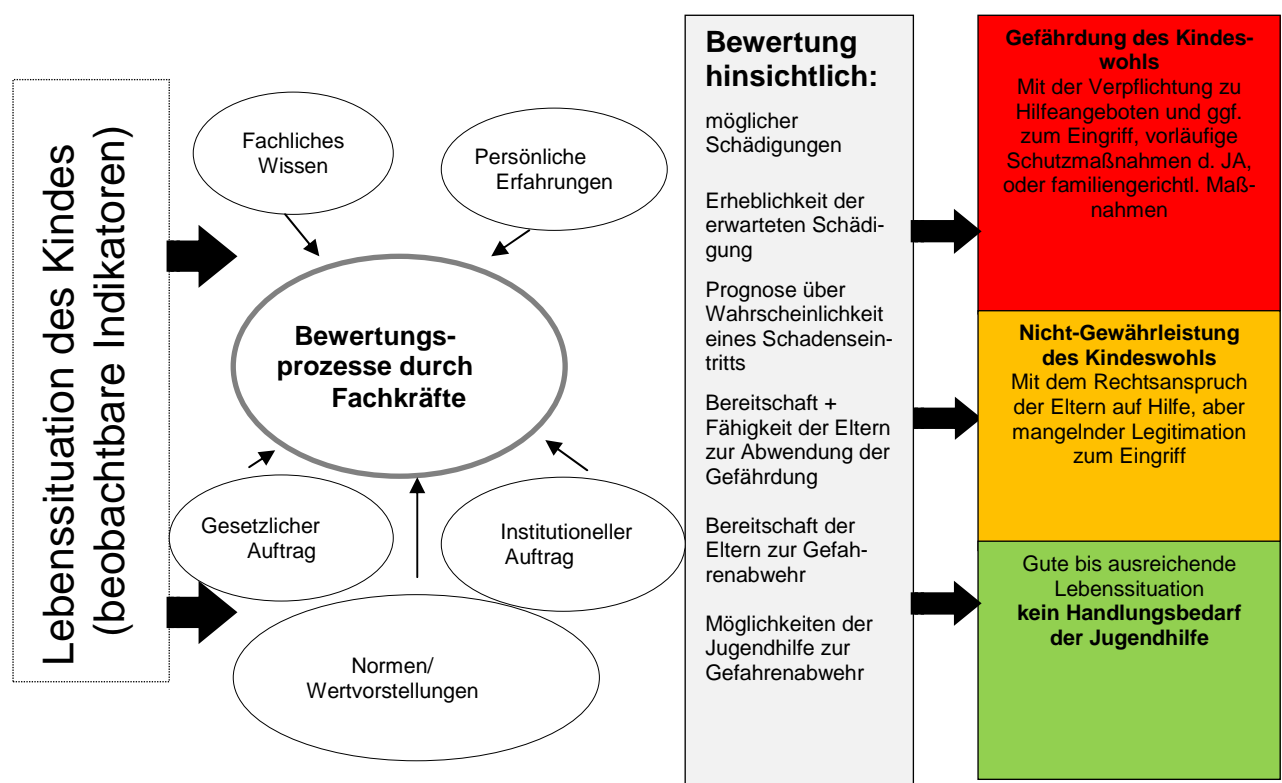 Lebenssituation des Kindes
(beobachtbare Indikatoren)
Fachliches
Wissen
Persönliche
Erfahrungen
Bewertungs-
prozesse durch
Fachkräfte
Gesetzlicher
Auftrag
Institutioneller
Auftrag
Normen/
Wertvorstellungen
Bewertung
hinsichtlich:
möglicher
Schädigungen
Erheblichkeit der
erwarteten Schädi-
gung
Prognose über
Wahrscheinlichkeit
eines Schadensein-
tritts
Bereitschaft +
Fähigkeit der Eltern
zur Abwendung der
Gefährdung
Bereitschaft der
Eltern zur Gefah-
renabwehr
Möglichkeiten der
Jugendhilfe zur
Gefahrenabwehr
Gefährdung des Kindes-
wohls
Mit der Verpflichtung zu
Hilfeangeboten und ggf.
zum Eingriff, vorläufige
Schutzmaßnahmen d. JA,
oder familiengerichtl. Maß-
nahmen
Nicht-Gewährleistung
des Kindeswohls
Mit dem Rechtsanspruch
der Eltern auf Hilfe, aber
mangelnder Legitimation
zum Eingriff
Gute bis ausreichende
Lebenssituation
kein Handlungsbedarf
der Jugendhilfe